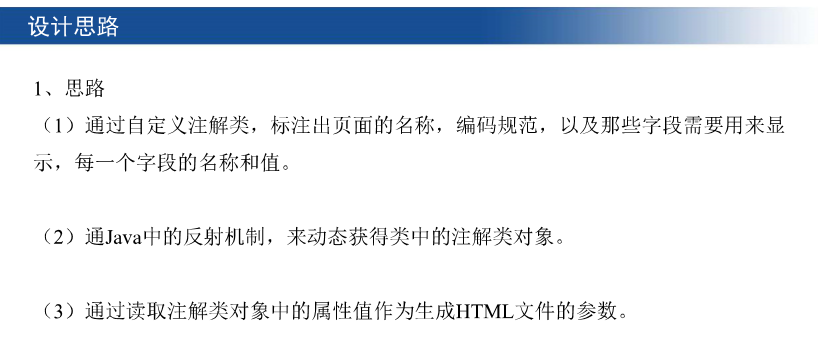 设计思路
1、思路
（1）通过自定义注解类，标注出页面的名称，编码规范，以及那些字段需要用来显
示，每一个字段的名称和值。
（2）通Java中的反射机制，来动态获得类中的注解类对象。
（3）通过读取注解类对象中的属性值作为生成HTML文件的参数。